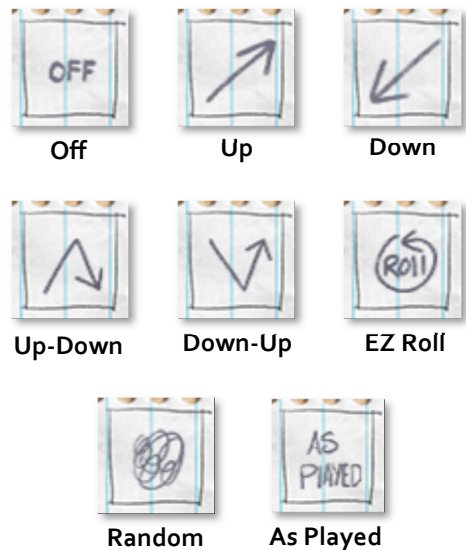 OFF
Off
Up
Down
Up-Down
Down-Up
ROll
EZ Roll
Random
AS
PlAYED
As Played